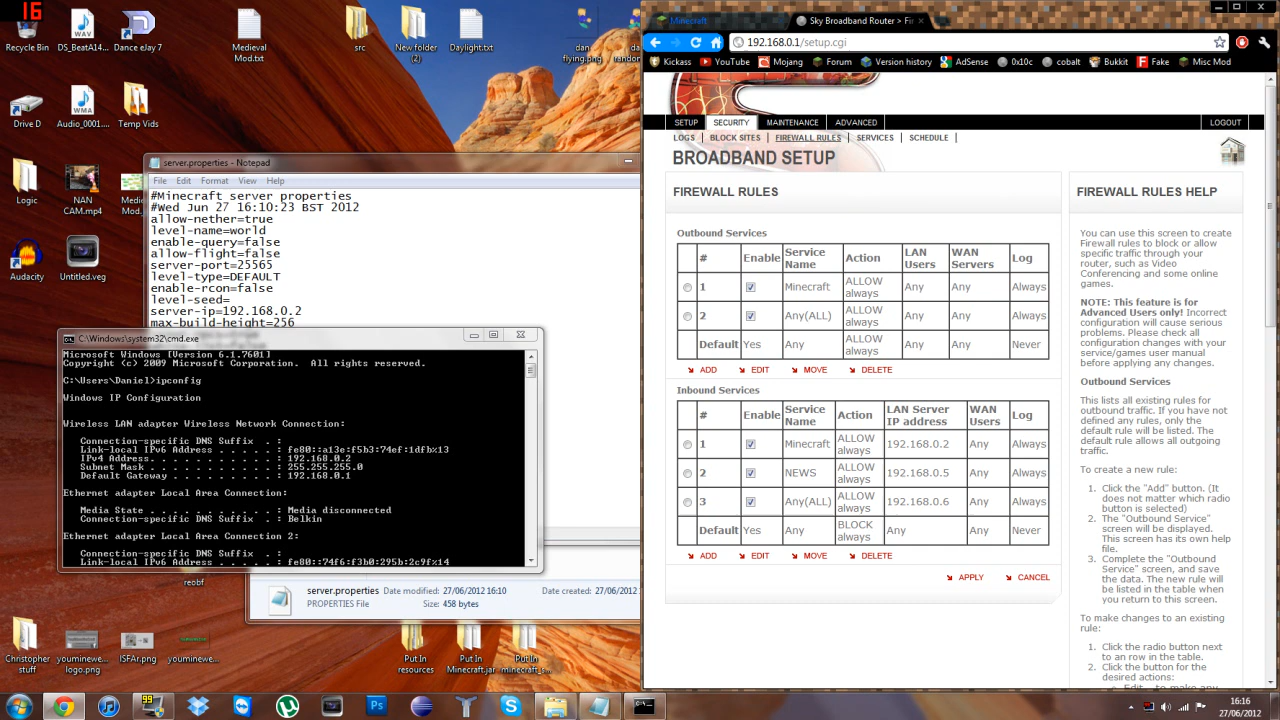 16
Recycle Bin
DS_BeatA14...
Dance eJay 7
Medieval
Mod.txt
src
New folder
(2)
Daylight.txt
dan
flying.png
Drive D
Audio_0001....
Temp Vids
Logic
NAN
CAM.mp4
Audacity
Untitled.veg
server.properties - Notepad
File Edit Format View Help
#Minecraft server properties
#Wed Jun 27 16:10:23 BST 2012
allow-nether=true
level-name=world
enable-query=false
allow-flight=false
server-port=25565
level-type=DEFAULT
enable-rcon=false
level-seed=
server-ip=192.168.0.2
max-build-height=256
C:\Windows\system32\cmd.exe
Microsoft Windows [Version 6.1.7601]
Copyright (c) 2009 Microsoft Corporation. All rights reserved.
C:\Users\Daniel>ipconfig
Windows IP Configuration
Wireless LAN adapter Wireless Network Connection:
Connection-specific DNS Suffix . :
Link-local IPv6 Address . . . . . : fe80::a13e:f5b3:74ef:1dfb%13
IPv4 Address. . . . . . . . . . . : 192.168.0.2
Subnet Mask . . . . . . . . . . . : 255.255.255.0
Default Gateway . . . . . . . . . : 192.168.0.1
Ethernet adapter Local Area Connection:
Media State . . . . . . . . . . . : Media disconnected
Connection-specific DNS Suffix . : Belkin
Ethernet adapter Local Area Connection 2:
Connection-specific DNS Suffix . :
Link-local IPv6 Address . . . . . : fe80::74f6:f3b0:295b:2c9f%14
reobf
server.properties Date modified: 27/06/2012 16:10 Date created: 27/06/2012
PROPERTIES File Size: 458 bytes
Christopher
stuff
youminewe...
logo.png
ISFAr.png
youminewe...
Put In
resources
Put In
Minecraft.jar
Put In
minecraft_s...
Minecraft
Sky Broadband Router > Fi
192.168.0.1/setup.cgi
Kickass YouTube Mojang Forum Version history AdSense 0x10c cobalt Bukkit Fake Misc Mod
SETUP SECURITY MAINTENANCE ADVANCED LOGOUT
LOGS | BLOCK SITES | FIREWALL RULES | SERVICES | SCHEDULE |
BROADBAND SETUP
FIREWALL RULES
Outbound Services
# Enable Service Name Action LAN Users WAN Servers Log
1 Minecraft ALLOW always Any Any Always
2 Any(ALL) ALLOW always Any Any Always
Default Yes Any ALLOW always Any Any Never
ADD EDIT MOVE DELETE
Inbound Services
# Enable Service Name Action LAN Server IP address WAN Users Log
1 Minecraft ALLOW always 192.168.0.2 Any Always
2 NEWS ALLOW always 192.168.0.5 Any Always
3 Any(ALL) ALLOW always 192.168.0.6 Any Always
Default Yes Any BLOCK always Any Any Never
ADD EDIT MOVE DELETE
APPLY CANCEL
FIREWALL RULES HELP
You can use this screen to create
Firewall rules to block or allow
specific traffic through your
router, such as Video
Conferencing and some online
games.
NOTE: This feature is for
Advanced Users only! Incorrect
configuration will cause serious
problems. Please check all
configuration changes with your
service/games user manual
before applying any changes.
Outbound Services
This lists all existing rules for
outbound traffic. If you have not
defined any rules, only the
default rule will be listed. The
default rule allows all outgoing
traffic.
To create a new rule:
1. Click the "Add" button. (It
does not matter which radio
button is selected)
2. The "Outbound Service"
screen will be displayed.
This screen has its own help
file.
3. Complete the "Outbound
Service" screen, and save
the data. The new rule will
be listed in the table when
you return to this screen.
To make changes to an existing
rule:
1. Click the radio button next
to an row in the table.
2. Click the button for the
desired actions:
99
16:16
27/06/2012